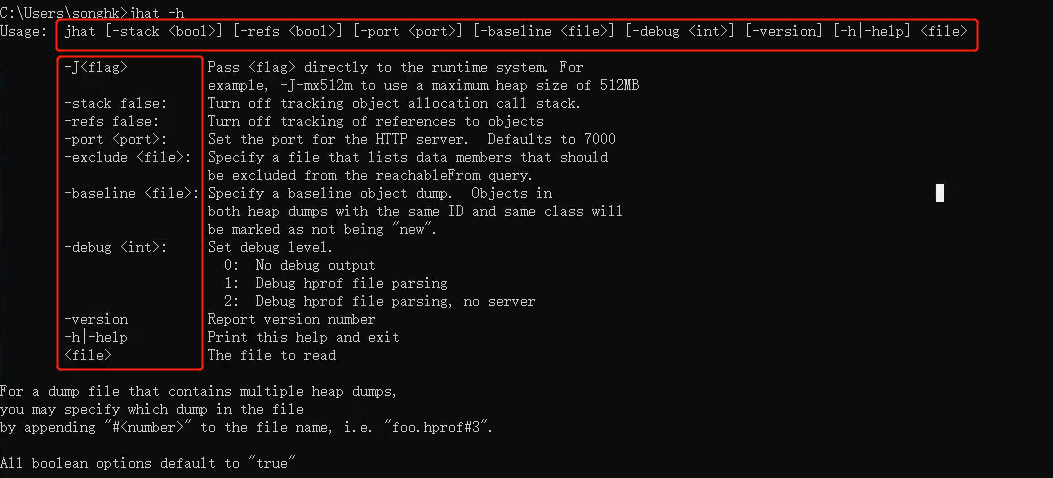 C:\Users\songhk>jhat -h
Usage:  jhat [-stack <bool>] [-refs <bool>] [-port <port>] [-baseline <file>] [-debug <int>] [-version] [-h|-help] <file>
-J<flag>          Pass <flag> directly to the runtime system. For
example, -J-mx512m to use a maximum heap size of 512MB
-stack false:     Turn off tracking object allocation call stack.
-refs false:      Turn off tracking of references to objects
-port <port>:     Set the port for the HTTP server.  Defaults to 7000
-exclude <file>:  Specify a file that lists data members that should
be excluded from the reachableFrom query.
-baseline <file>: Specify a baseline object dump.  Objects in
both heap dumps with the same ID and same class will
be marked as not being "new".
-debug <int>:     Set debug level.
0:  No debug output
1:  Debug hprof file parsing
2:  Debug hprof file parsing, no server
-version          Report version number
-h|-help          Print this help and exit
<file>            The file to read
For a dump file that contains multiple heap dumps,
you may specify which dump in the file
by appending "#<number>" to the file name, i.e. "foo.hprof#3".
All boolean options default to "true"